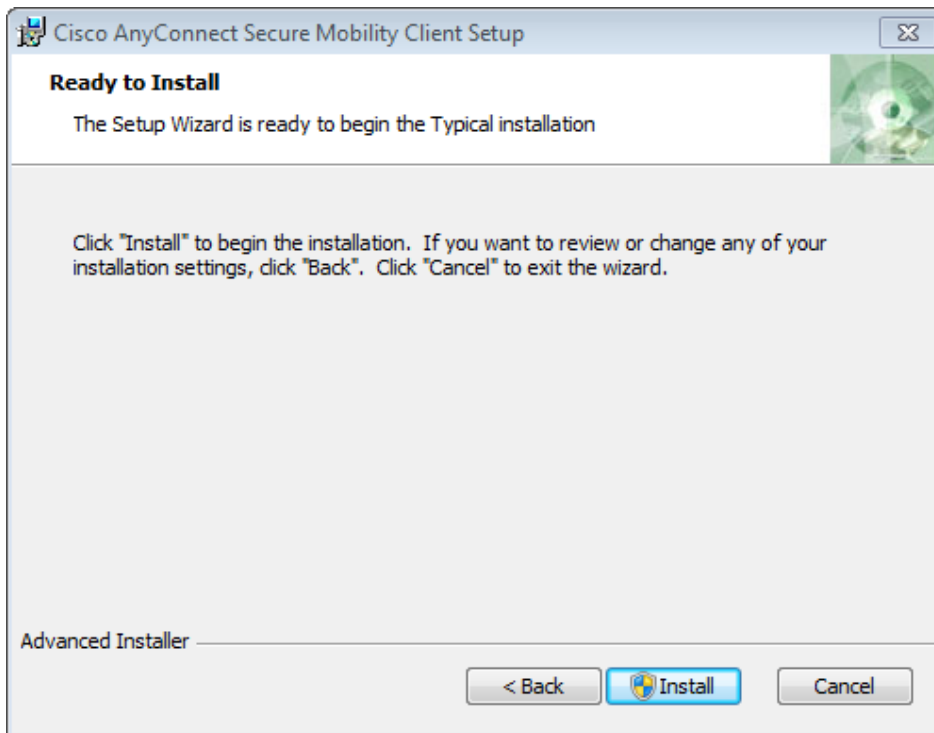 Cisco AnyConnect Secure Mobility Client Setup
Ready to Install
The Setup Wizard is ready to begin the Typical installation
Click "Install" to begin the installation.  If you want to review or change any of your
installation settings, click "Back".  Click "Cancel" to exit the wizard.
Advanced Installer
< Back Install Cancel